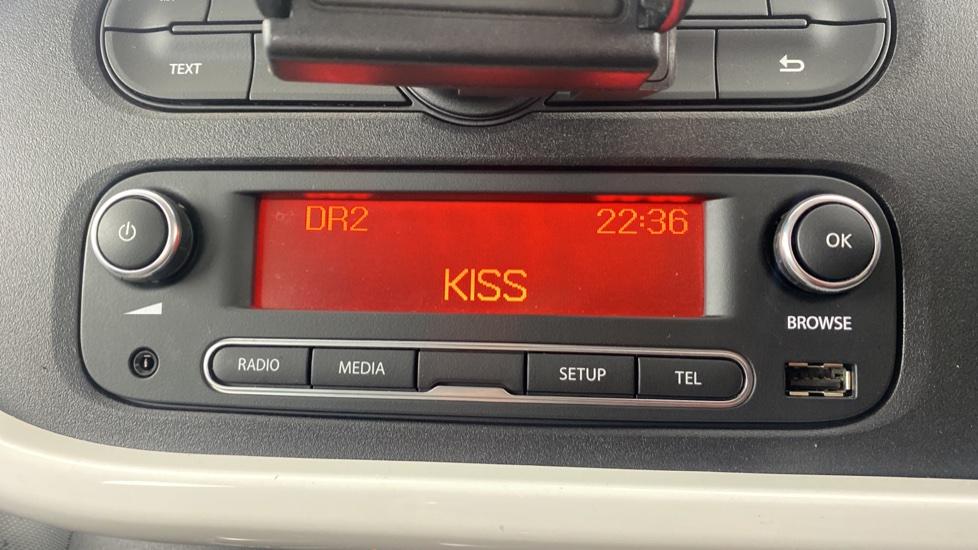 TEXT
DR2 22:36
KISS
OK
BROWSE
RADIO MEDIA SETUP TEL